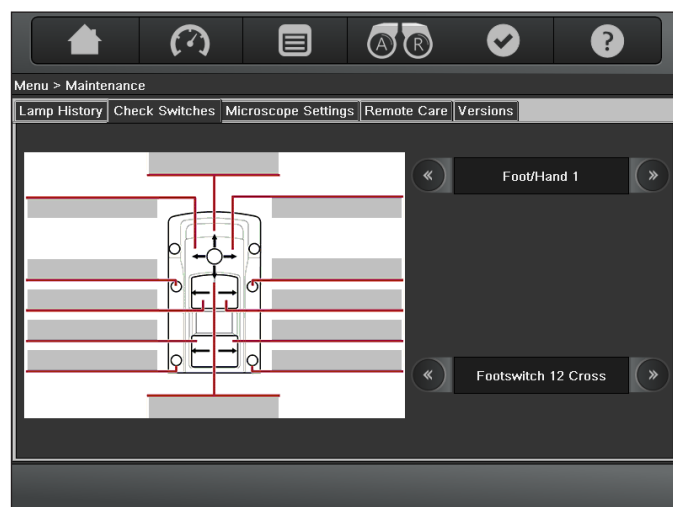 A R ?
Menu > Maintenance
Lamp History Check Switches Microscope Settings Remote Care Versions
« Foot/Hand 1 »
« Footswitch 12 Cross »